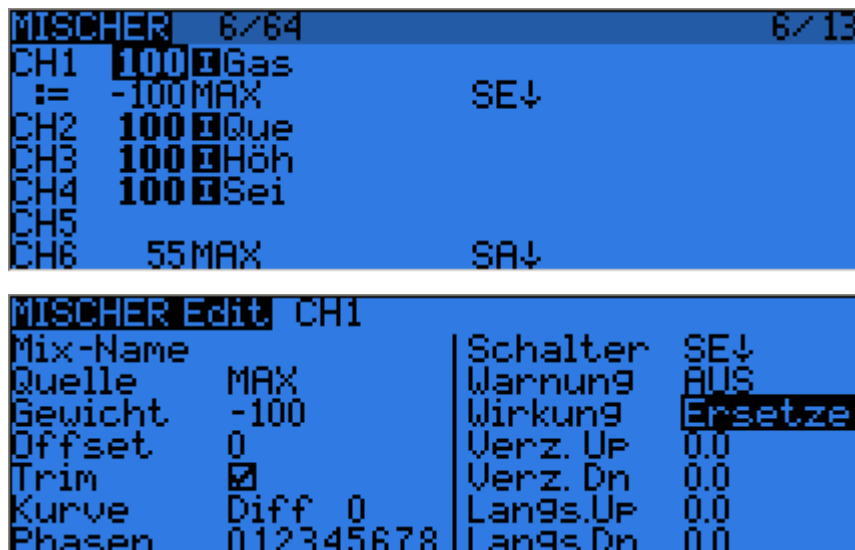 MISCHER 6/64 6/13
CH1 100 I Gas
:= -100 MAX SE↓
CH2 100 I Que
CH3 100 I Höh
CH4 100 I Sei
CH5
CH6 55 MAX SA↓
MISCHER Edit CH1
Mix-Name Schalter SE↓
Quelle MAX Warnung AUS
Gewicht -100 Wirkung Ersetze
Offset 0 Verz. Up 0.0
Trim Verz. Dn 0.0
Kurve Diff 0 Langs.Up 0.0
Phasen 012345678 Langs.Dn 0.0